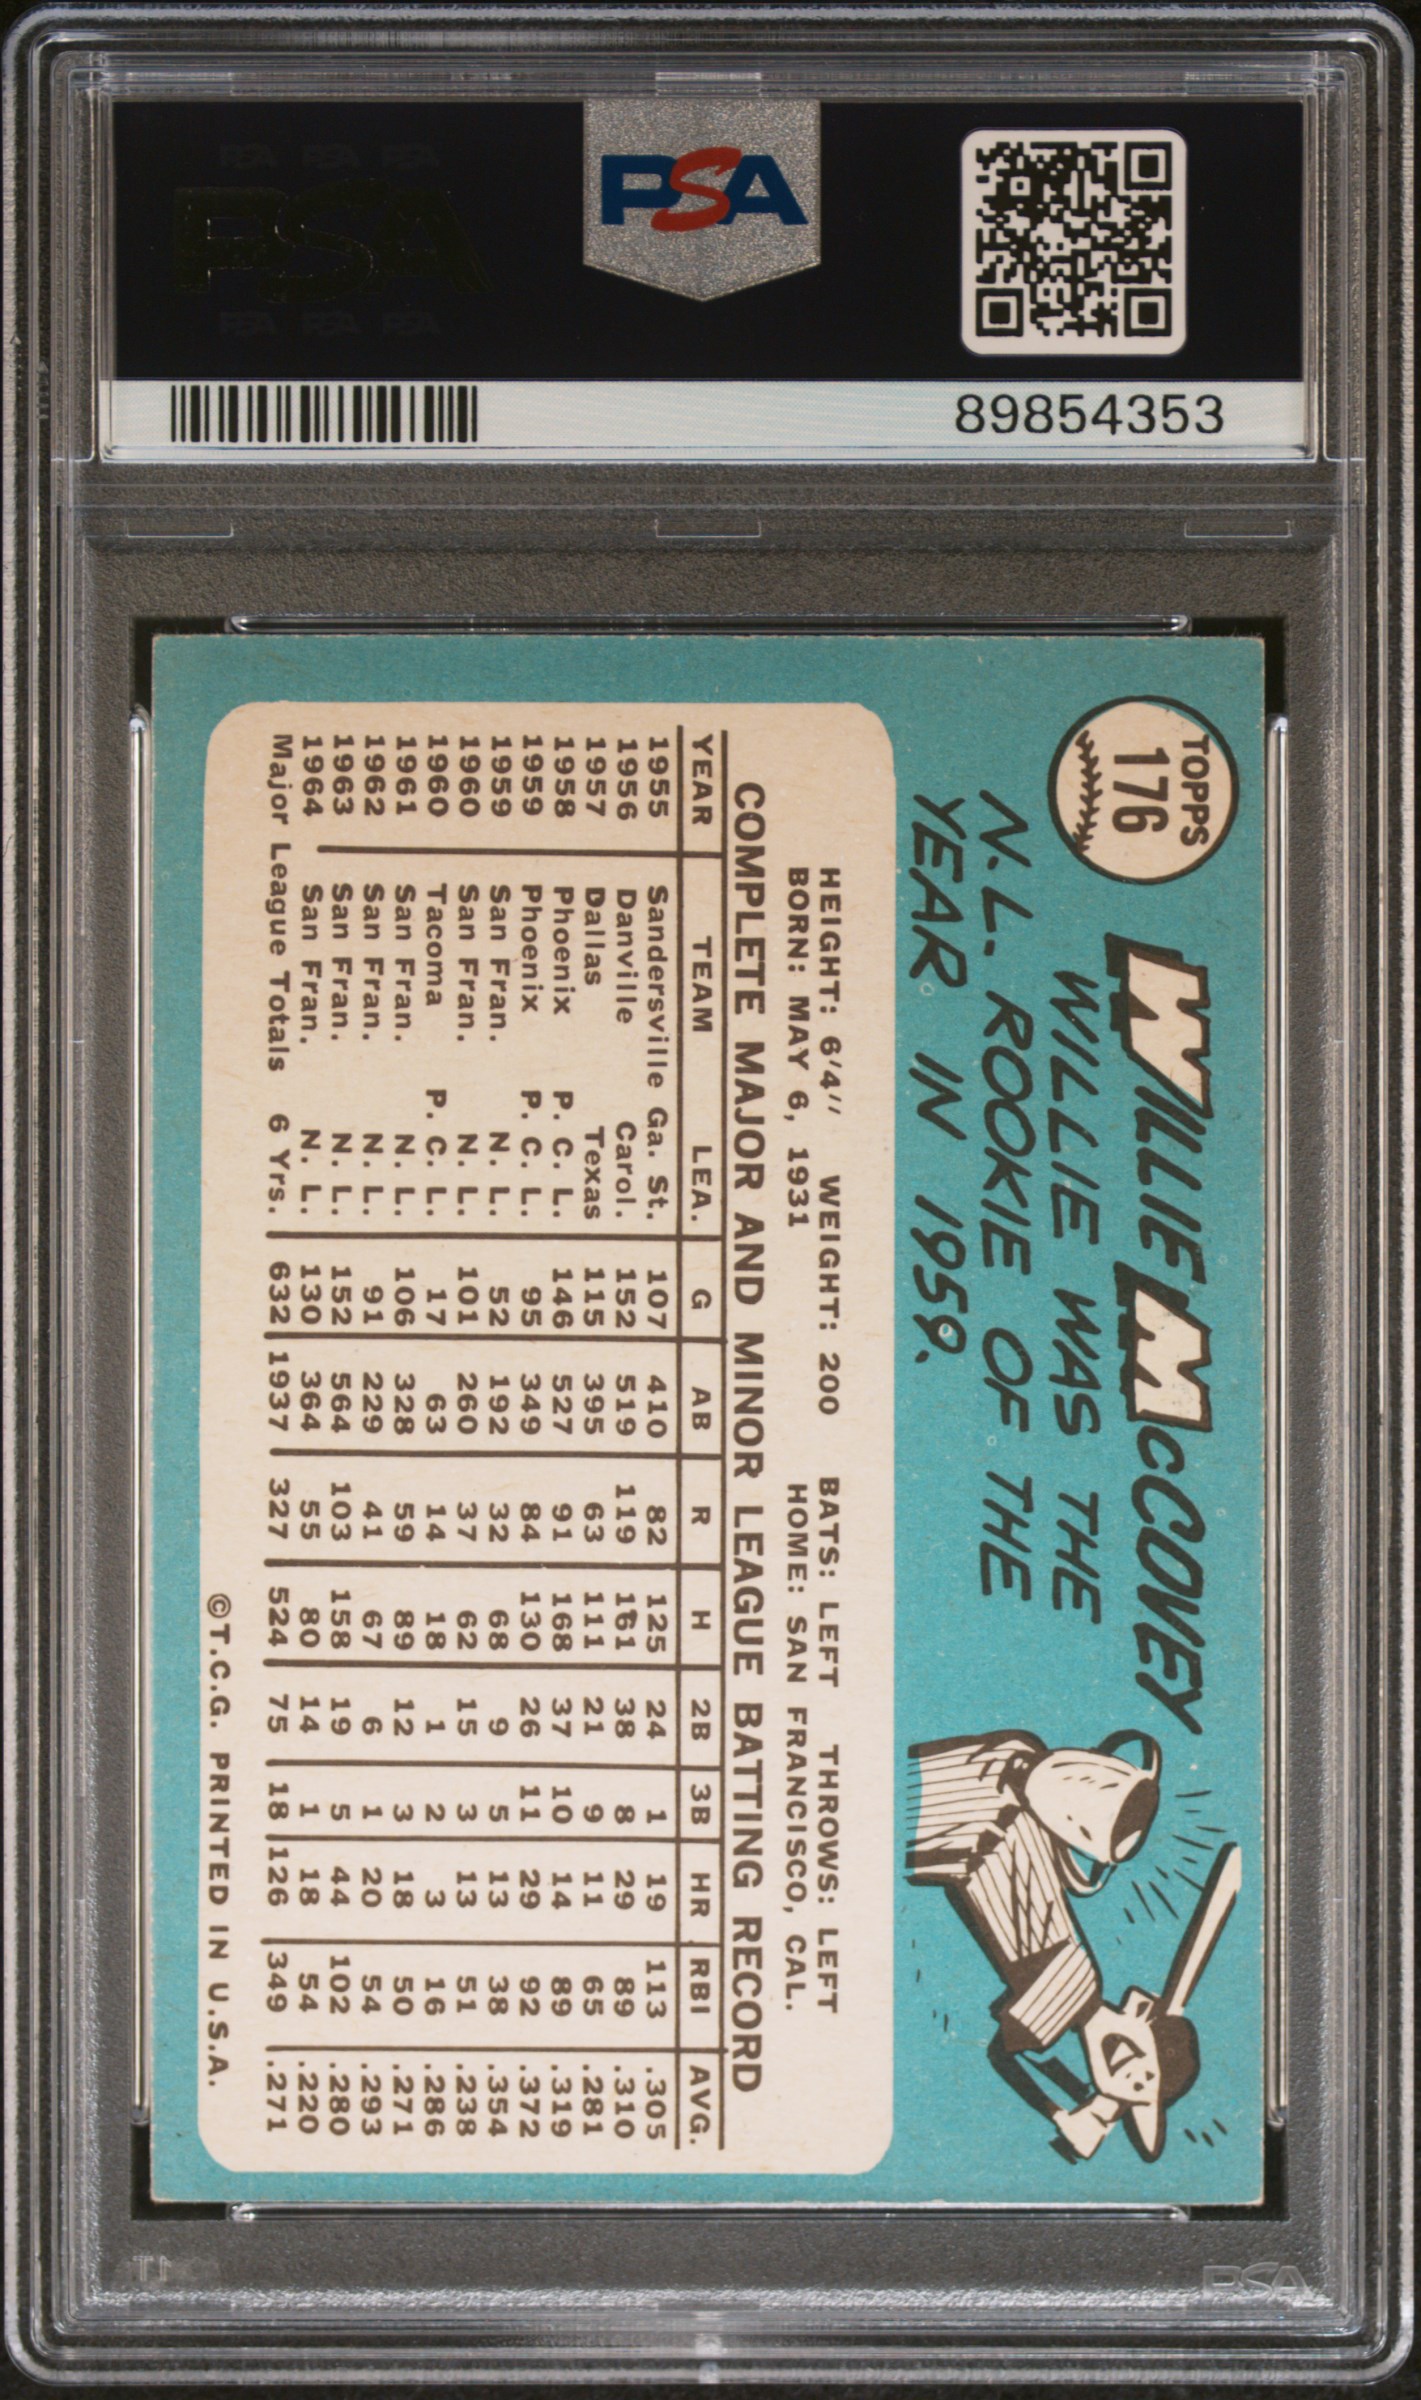 PSA
89854353
TOPPS
176
WILLIE McCOVEY
WILLIE WAS THE
N.L. ROOKIE OF THE
YEAR IN 1959.
HEIGHT: 6'4" WEIGHT: 200 BATS: LEFT THROWS: LEFT
BORN: MAY 6, 1931 HOME: SAN FRANCISCO, CAL.
COMPLETE MAJOR AND MINOR LEAGUE BATTING RECORD
YEAR TEAM LEA. G AB R H 2B 3B HR RBI AVG.
1955 Sandersville Ga. St. 107 410 82 125 24 1 19 113 .305
1956 Danville Carol. 152 519 119 161 38 8 29 89 .310
1957 Dallas Texas 115 395 63 111 21 9 11 65 .281
1958 Phoenix P. C. L. 146 527 91 168 37 10 14 89 .319
1959 Phoenix P. C. L. 95 349 84 130 26 11 29 92 .372
1959 San Fran. N. L. 52 192 32 68 9 5 13 38 .354
1960 San Fran. N. L. 101 260 37 62 15 3 13 51 .238
1960 Tacoma P. C. L. 17 63 14 18 1 2 3 16 .286
1961 San Fran. N. L. 106 328 59 89 12 3 18 50 .271
1962 San Fran. N. L. 91 229 41 67 6 1 20 54 .293
1963 San Fran. N. L. 152 564 103 158 19 5 44 102 .280
1964 San Fran. N. L. 130 364 55 80 14 1 18 54 .220
Major League Totals 6 Yrs. 632 1937 327 524 75 18 126 349 .271
©T.C.G. PRINTED IN U.S.A.
PSA
PSA PSA PSA
PSA PSA PSA
PSA